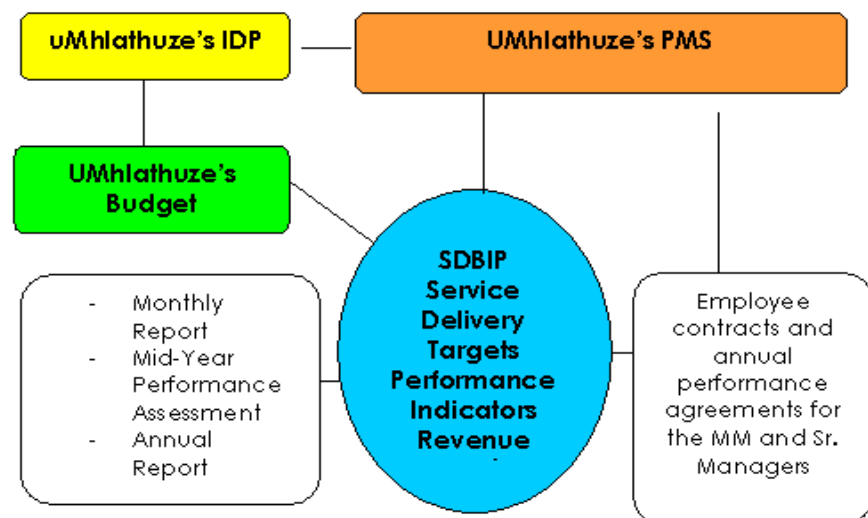 uMhlathuze's IDP
UMhlathuze's PMS
UMhlathuze's
Budget
SDBIP
Service
Delivery
Targets
Performance
Indicators
Revenue
- Monthly
Report
- Mid-Year
Performance
Assessment
- Annual
Report
Employee
contracts and
annual
performance
agreements for
the MM and Sr.
Managers